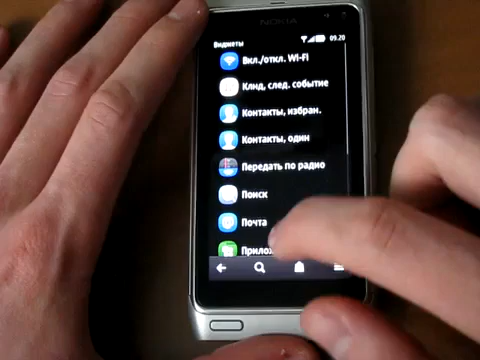 NOKIA
Виджеты
09.20
Вкл./откл. Wi-Fi
Клнд, след. событие
Контакты, избран.
Контакты, один
Передать по радио
Поиск
Почта